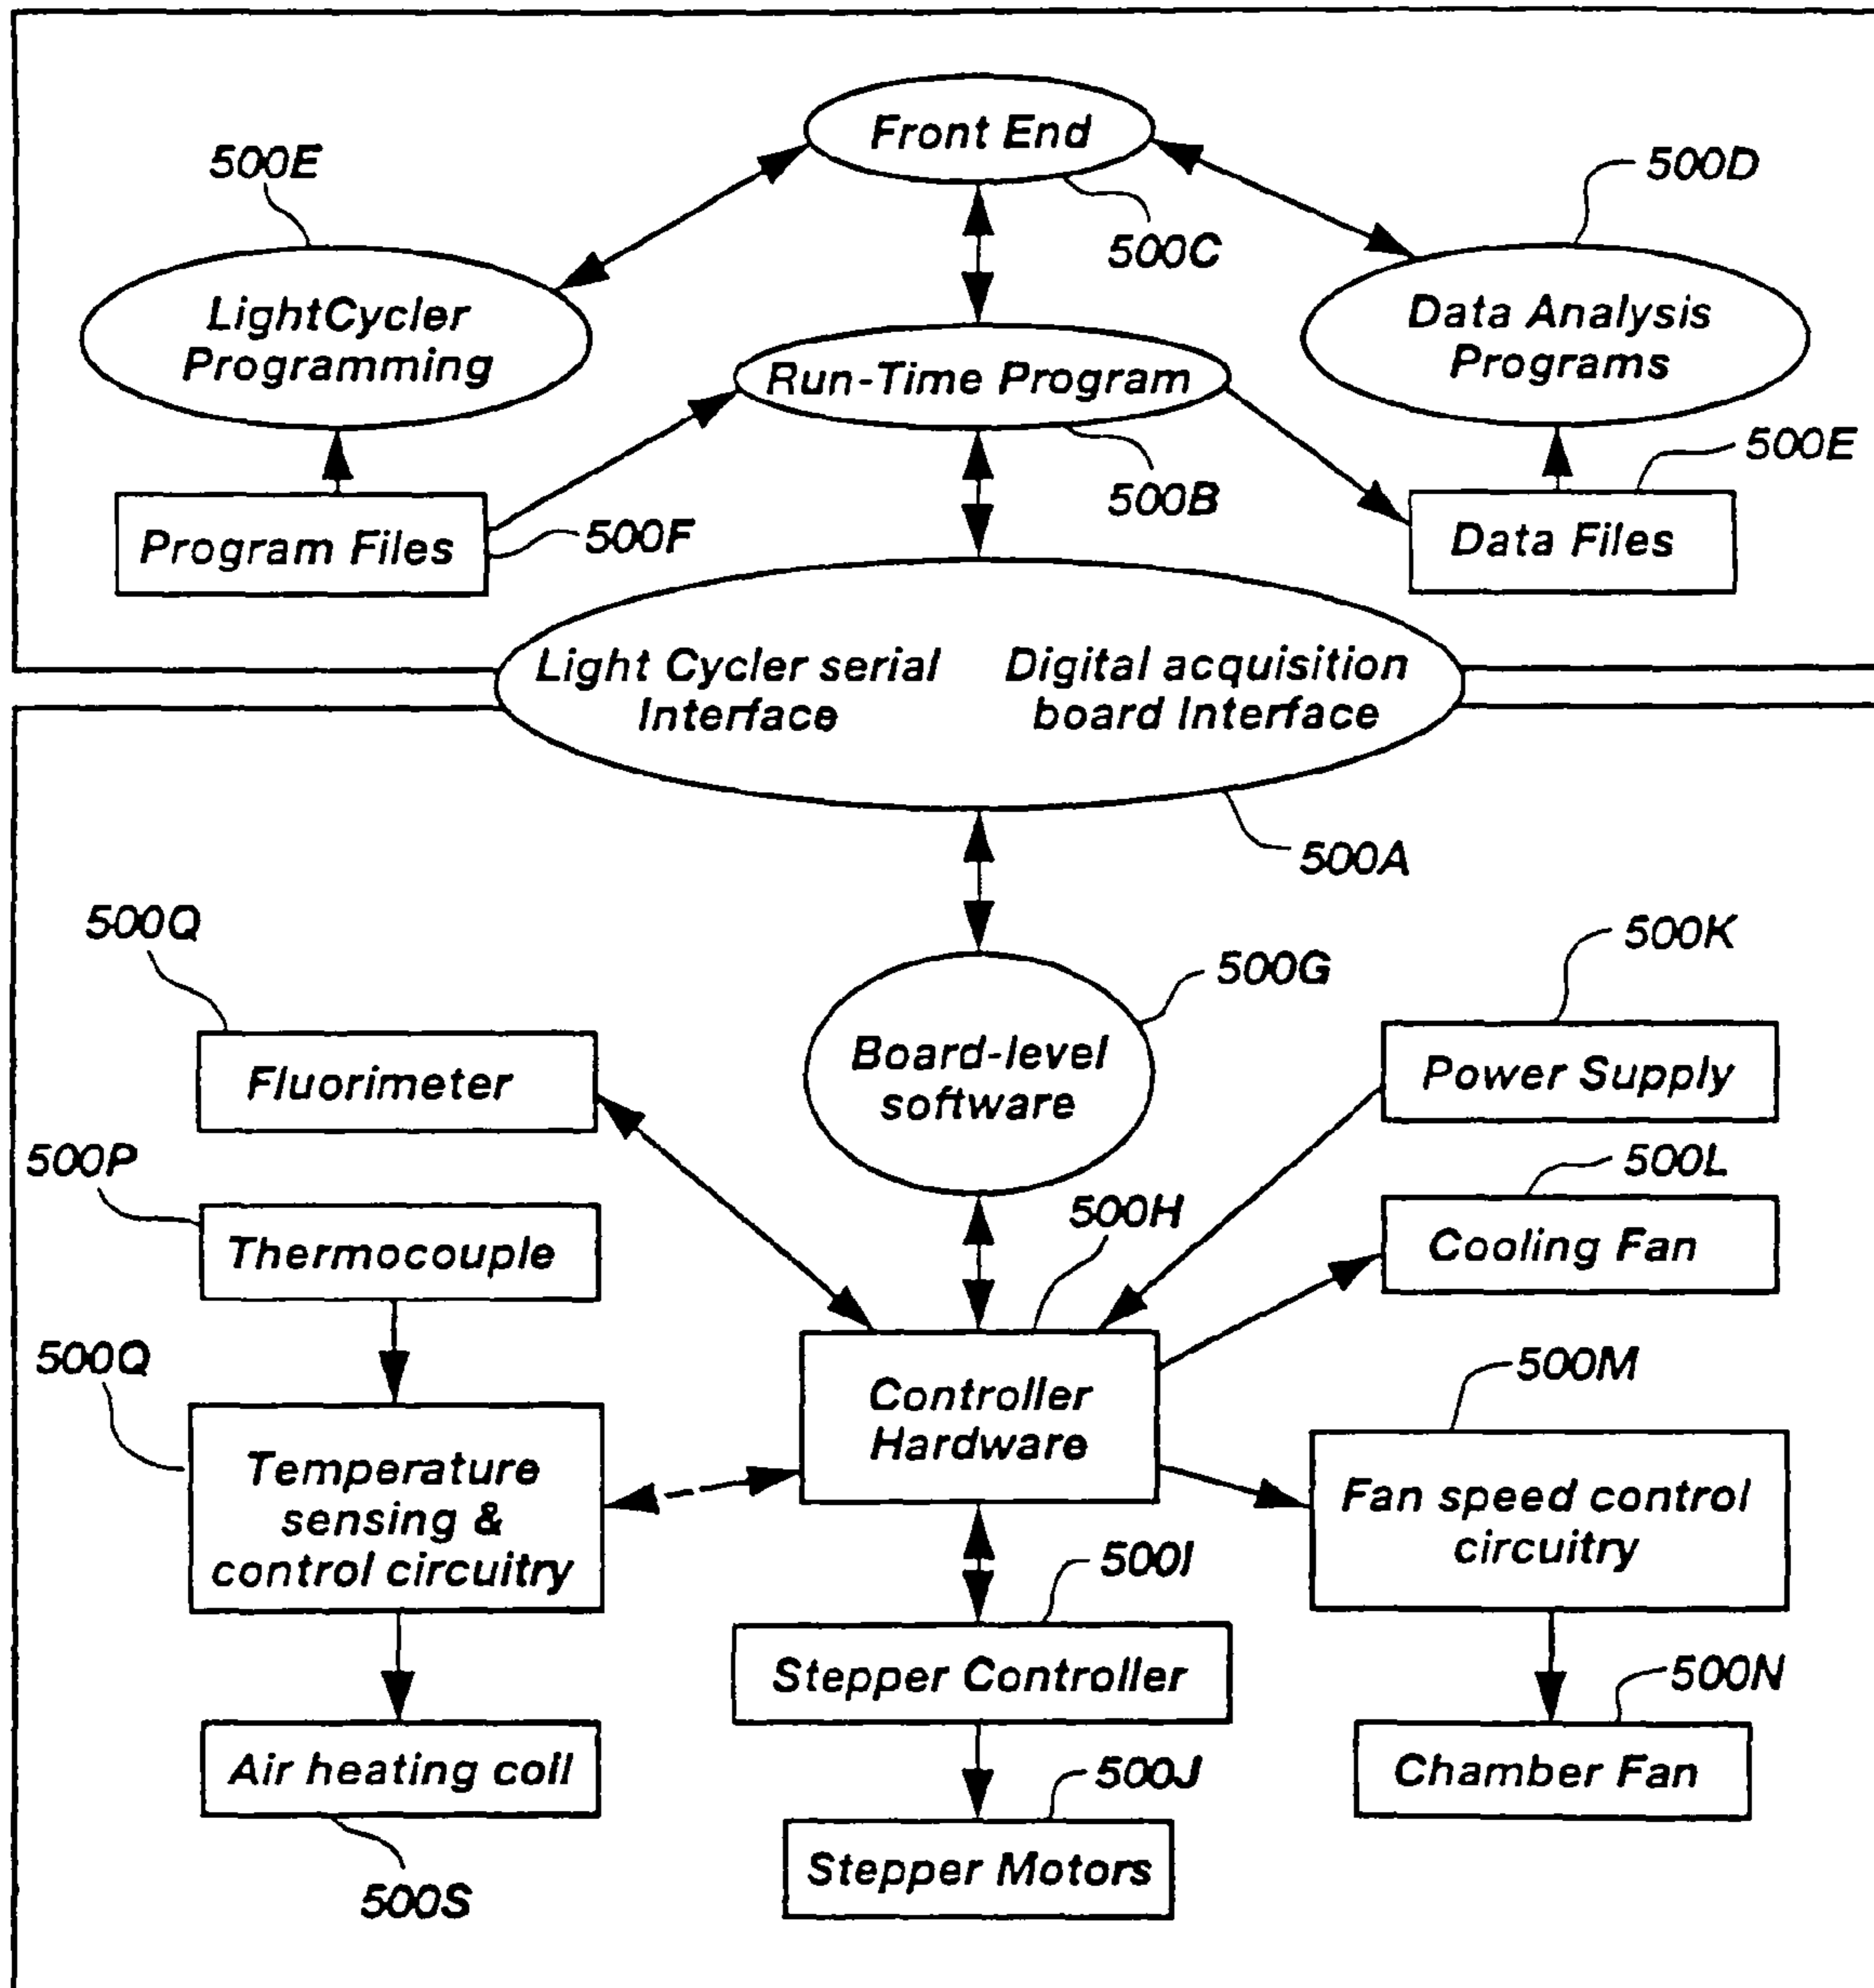 Front End
500E
500D
500C
LightCycler
Programming
Data Analysis
Programs
Run-Time Program
500E
500B
Program Files
500F
Data Files
Light Cycler serial
Interface
Digital acquisition
board Interface
500A
500Q
500K
500G
Fluorimeter
Board-level
software
Power Supply
500P
500L
500H
Thermocouple
Cooling Fan
500Q
500M
Controller
Hardware
Temperature
sensing &
control circuitry
Fan speed control
circuitry
500I
Stepper Controller
500N
Air heating coil
500J
Chamber Fan
Stepper Motors
500S